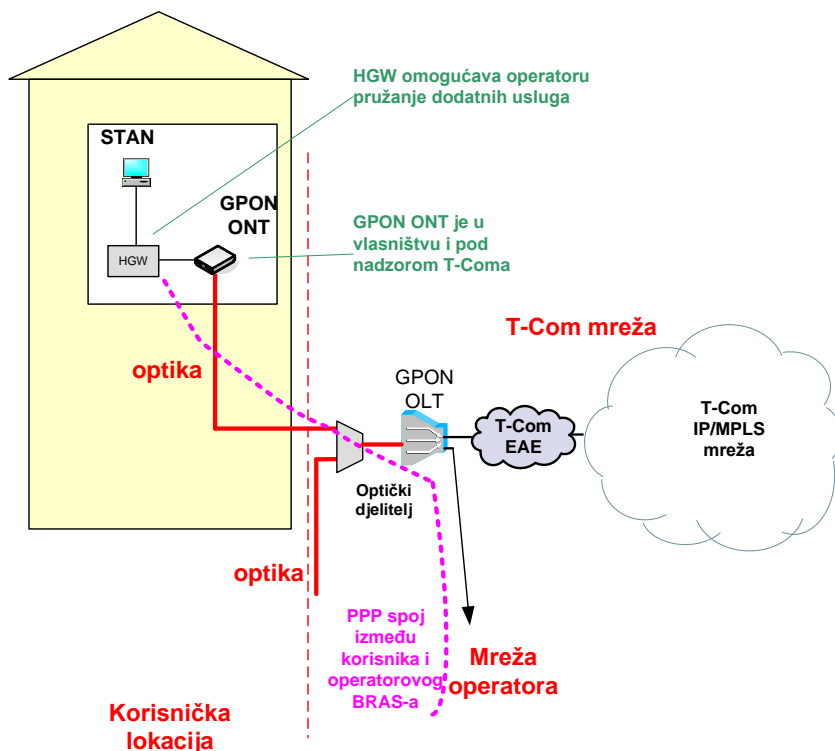 HGW omogućava operatoru
pružanje dodatnih usluga
STAN
GPON
ONT
HGW
GPON ONT je u
vlasništvu i pod
nadzorom T-Coma
T-Com mreža
optika
GPON
OLT
T-Com
EAE
T-Com
IP/MPLS
mreža
Optički
djelitelj
optika
PPP spoj
između
korisnika i
operatorovog
BRAS-a
Mreža
operatora
Korisnička
lokacija